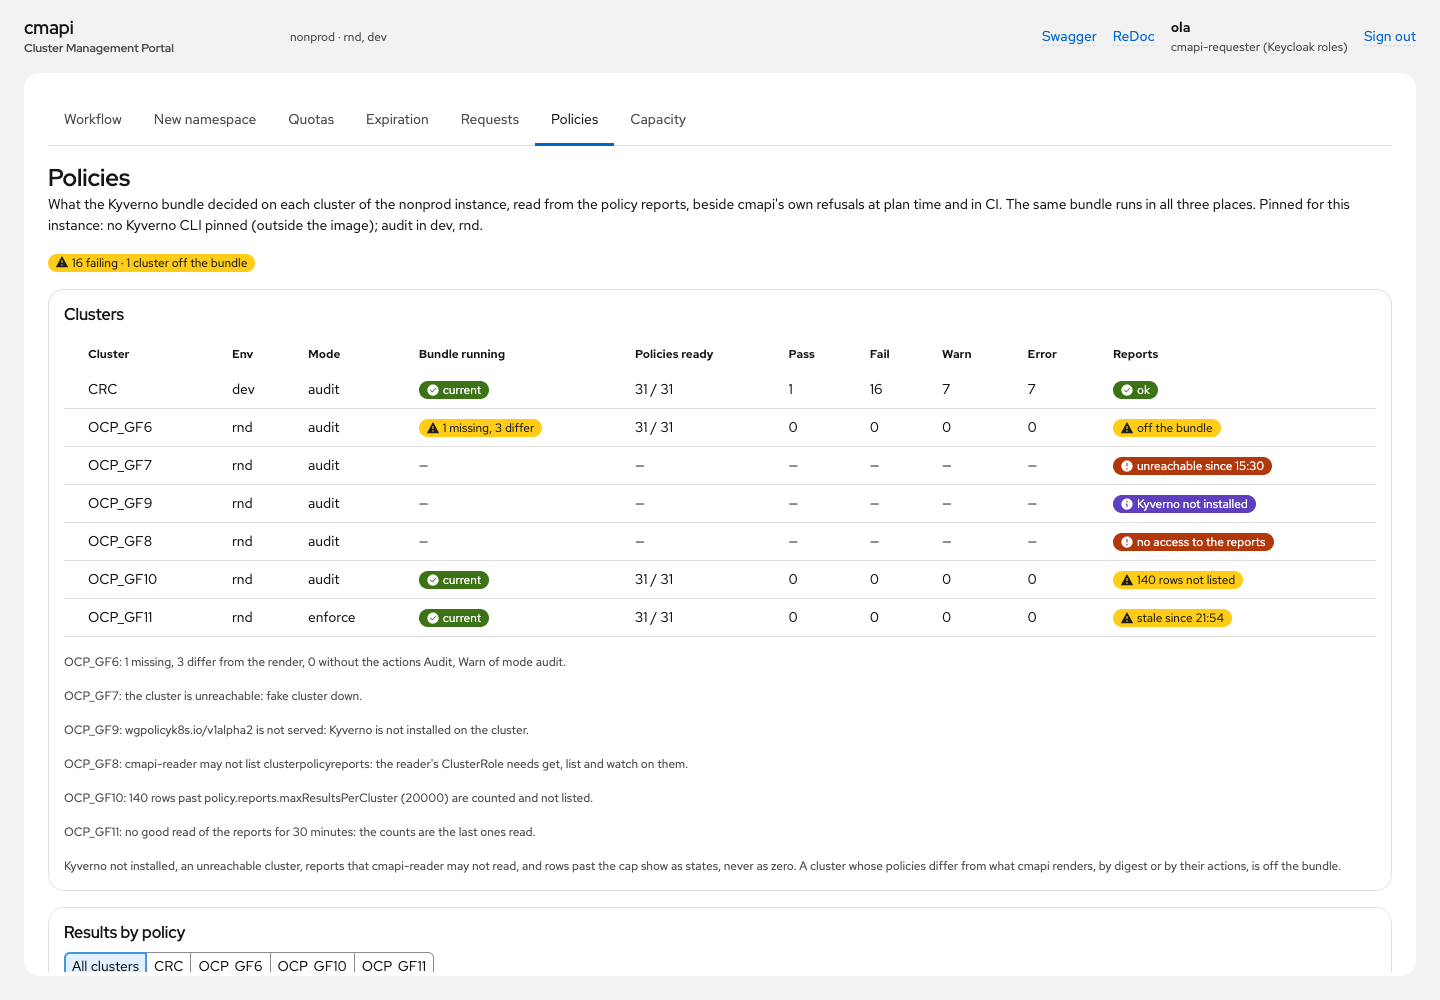 cmapi
Cluster Management Portal
nonprod · rnd, dev
Swagger
ReDoc
ola
cmapi-requester (Keycloak roles)
Sign out
Workflow
New namespace
Quotas
Expiration
Requests
Policies
Capacity
Policies
What the Kyverno bundle decided on each cluster of the nonprod instance, read from the policy reports, beside cmapi's own refusals at plan time and in CI. The same bundle runs in all three places. Pinned for this
instance: no Kyverno CLI pinned (outside the image); audit in dev, rnd.
16 failing · 1 cluster off the bundle
Clusters
Cluster Env Mode Bundle running Policies ready Pass Fail Warn Error Reports
CRC dev audit current 31 / 31 1 16 7 7 ok
OCP_GF6 rnd audit 1 missing, 3 differ 31 / 31 0 0 0 0 off the bundle
OCP_GF7 rnd audit – – – – – – unreachable since 15:30
OCP_GF9 rnd audit – – – – – – Kyverno not installed
OCP_GF8 rnd audit – – – – – – no access to the reports
OCP_GF10 rnd audit current 31 / 31 0 0 0 0 140 rows not listed
OCP_GF11 rnd enforce current 31 / 31 0 0 0 0 stale since 21:54
OCP_GF6: 1 missing, 3 differ from the render, 0 without the actions Audit, Warn of mode audit.
OCP_GF7: the cluster is unreachable: fake cluster down.
OCP_GF9: wgpolicyk8s.io/v1alpha2 is not served: Kyverno is not installed on the cluster.
OCP_GF8: cmapi-reader may not list clusterpolicyreports: the reader's ClusterRole needs get, list and watch on them.
OCP_GF10: 140 rows past policy.reports.maxResultsPerCluster (20000) are counted and not listed.
OCP_GF11: no good read of the reports for 30 minutes: the counts are the last ones read.
Kyverno not installed, an unreachable cluster, reports that cmapi-reader may not read, and rows past the cap show as states, never as zero. A cluster whose policies differ from what cmapi renders, by digest or by their actions, is off the bundle.
Results by policy
All clusters CRC OCP_GF6 OCP_GF10 OCP_GF11